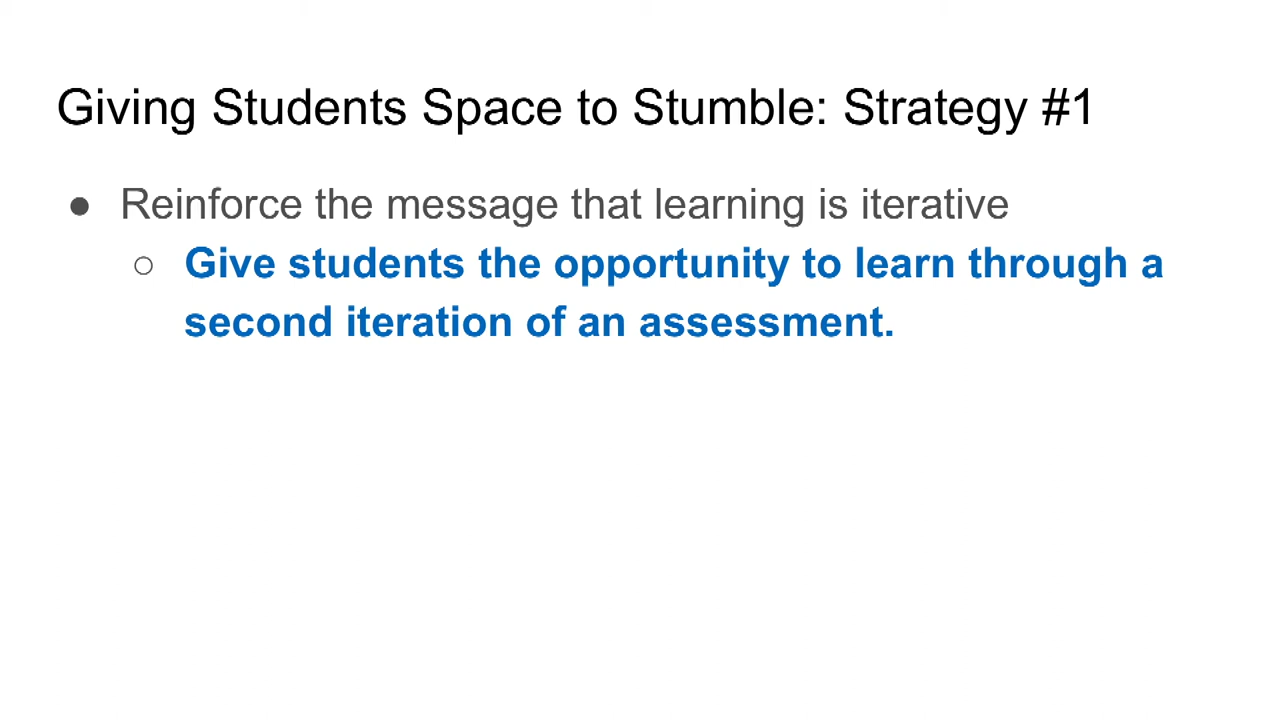 Giving Students Space to Stumble: Strategy #1
● Reinforce the message that learning is iterative
○ Give students the opportunity to learn through a
second iteration of an assessment.